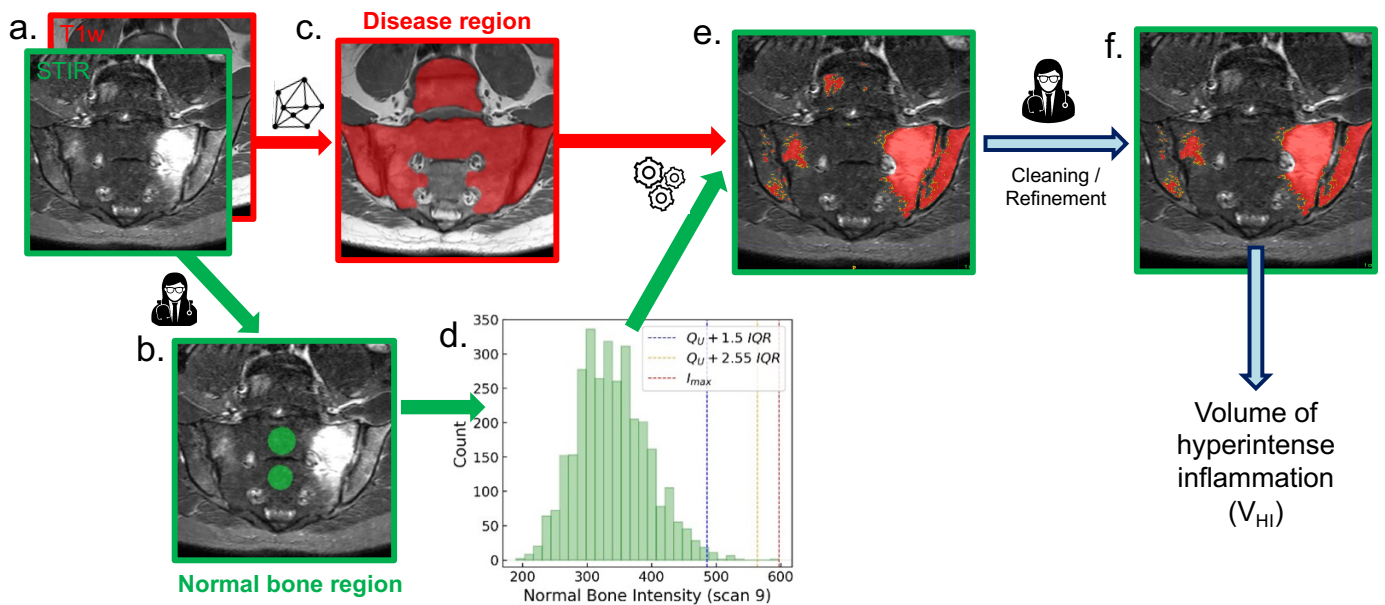 a.
T1w
STIR
c.
Disease region
e.
f.
Cleaning /
Refinement
b.
Normal bone region
d.
350
300
250
200
150
100
50
0
Count
Q_U + 1.5 IQR
Q_U + 2.55 IQR
I_max
200
300
400
500
600
Normal Bone Intensity (scan 9)
Volume of
hyperintense
inflammation
(V_HI)